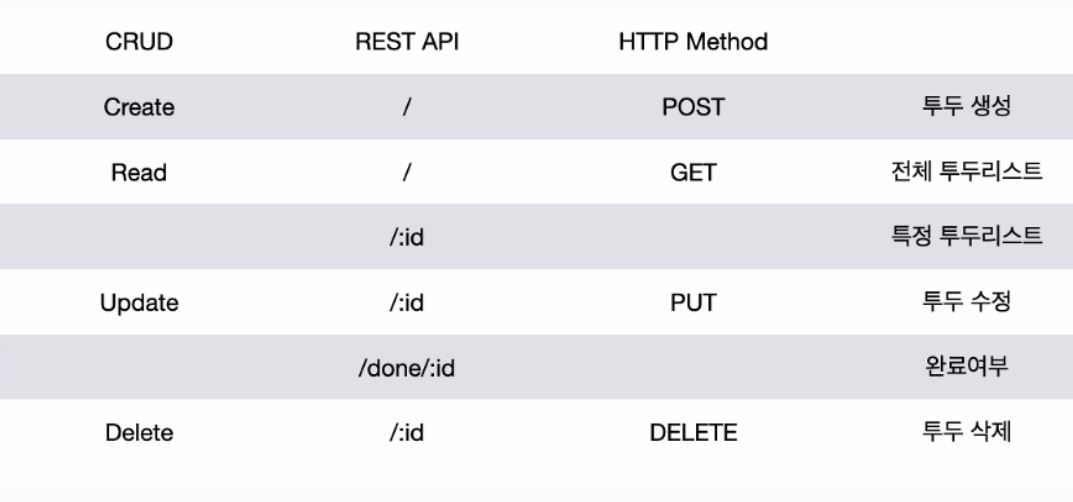 CRUD REST API HTTP Method
Create / POST 투두 생성
Read / GET 전체 투두리스트
/:id 특정 투두리스트
Update /:id PUT 투두 수정
/done/:id 완료여부
Delete /:id DELETE 투두 삭제